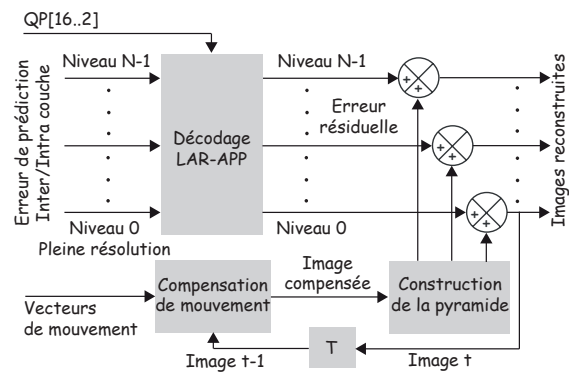 QP[16..2]
Niveau N-1
Niveau N-1
Erreur de prédiction
Inter/Intra couche
Décodage
LAR-APP
Erreur
résiduelle
+
+
+
+
+
+
Images reconstruites
Niveau 0
Pleine résolution
Niveau 0
Vecteurs
de mouvement
Compensation
de mouvement
Image
compensée
Construction
de la pyramide
Image t-1
T
Image t